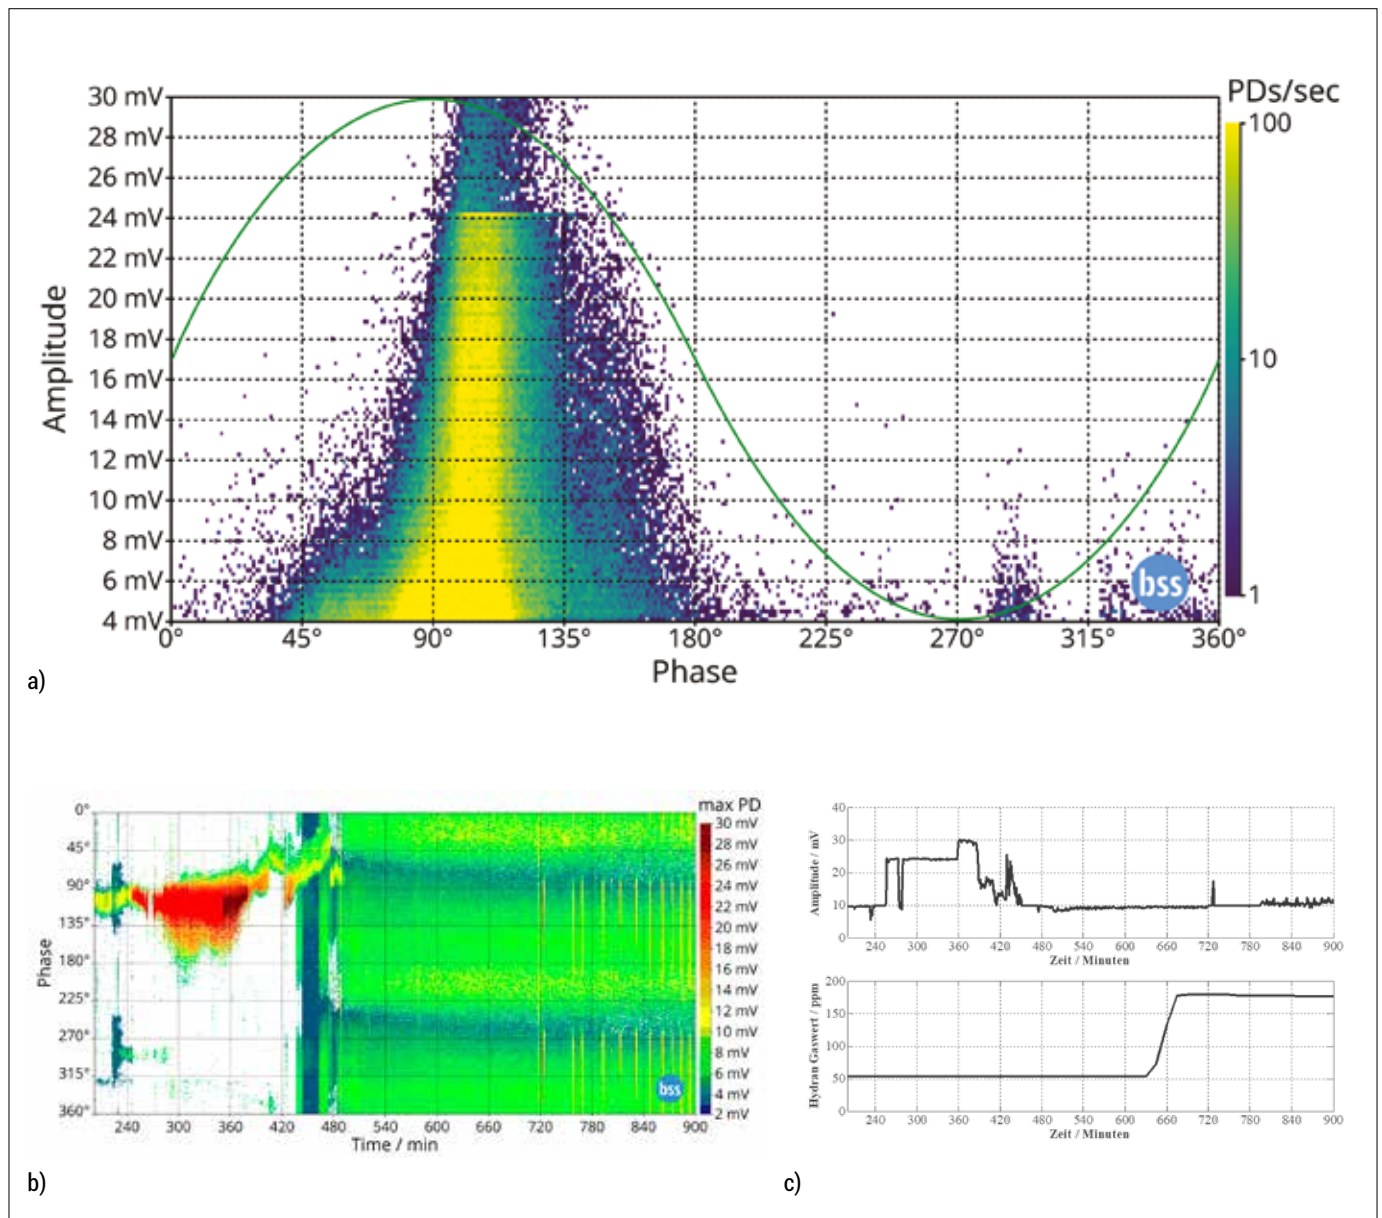 PDs/sec
30 mV
28 mV
26 mV
24 mV
22 mV
20 mV
18 mV
16 mV
14 mV
12 mV
10 mV
8 mV
6 mV
4 mV
Amplitude
100
10
1
bss
0° 45° 90° 135° 180° 225° 270° 315° 360°
Phase
a)
max PD
0°
45°
90°
135°
180°
225°
270°
315°
360°
Phase
30 mV
28 mV
26 mV
24 mV
22 mV
20 mV
18 mV
16 mV
14 mV
12 mV
10 mV
8 mV
6 mV
4 mV
2 mV
bss
240 300 360 420 480 540 600 660 720 780 840 900
Time / min
b)
Amplitude / mV
40
30
20
10
0
240 300 360 420 480 540 600 660 720 780 840 900
Zeit / Minuten
Hydran Gaswert / ppm
200
150
100
50
0
240 300 360 420 480 540 600 660 720 780 840 900
Zeit / Minuten
c)